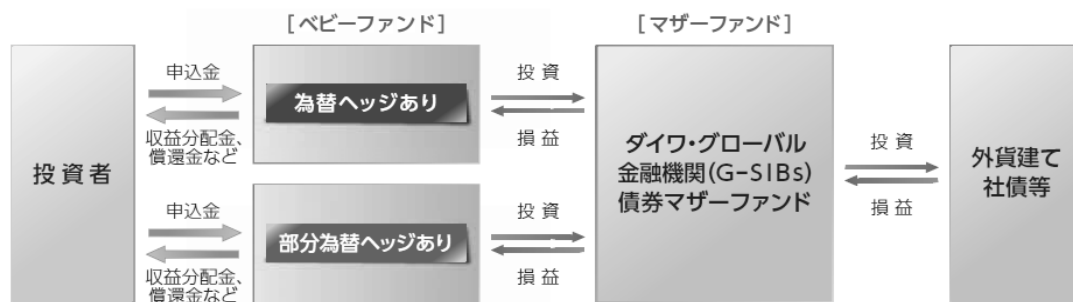 [ベビーファンド]
[マザーファンド]
投資者
申込金
収益分配金、
償還金など
為替ヘッジあり
投資
損益
申込金
収益分配金、
償還金など
部分為替ヘッジあり
投資
損益
ダイワ・グローバル
金融機関(G-SIBs)
債券マザーファンド
投資
損益
外貨建て
社債等